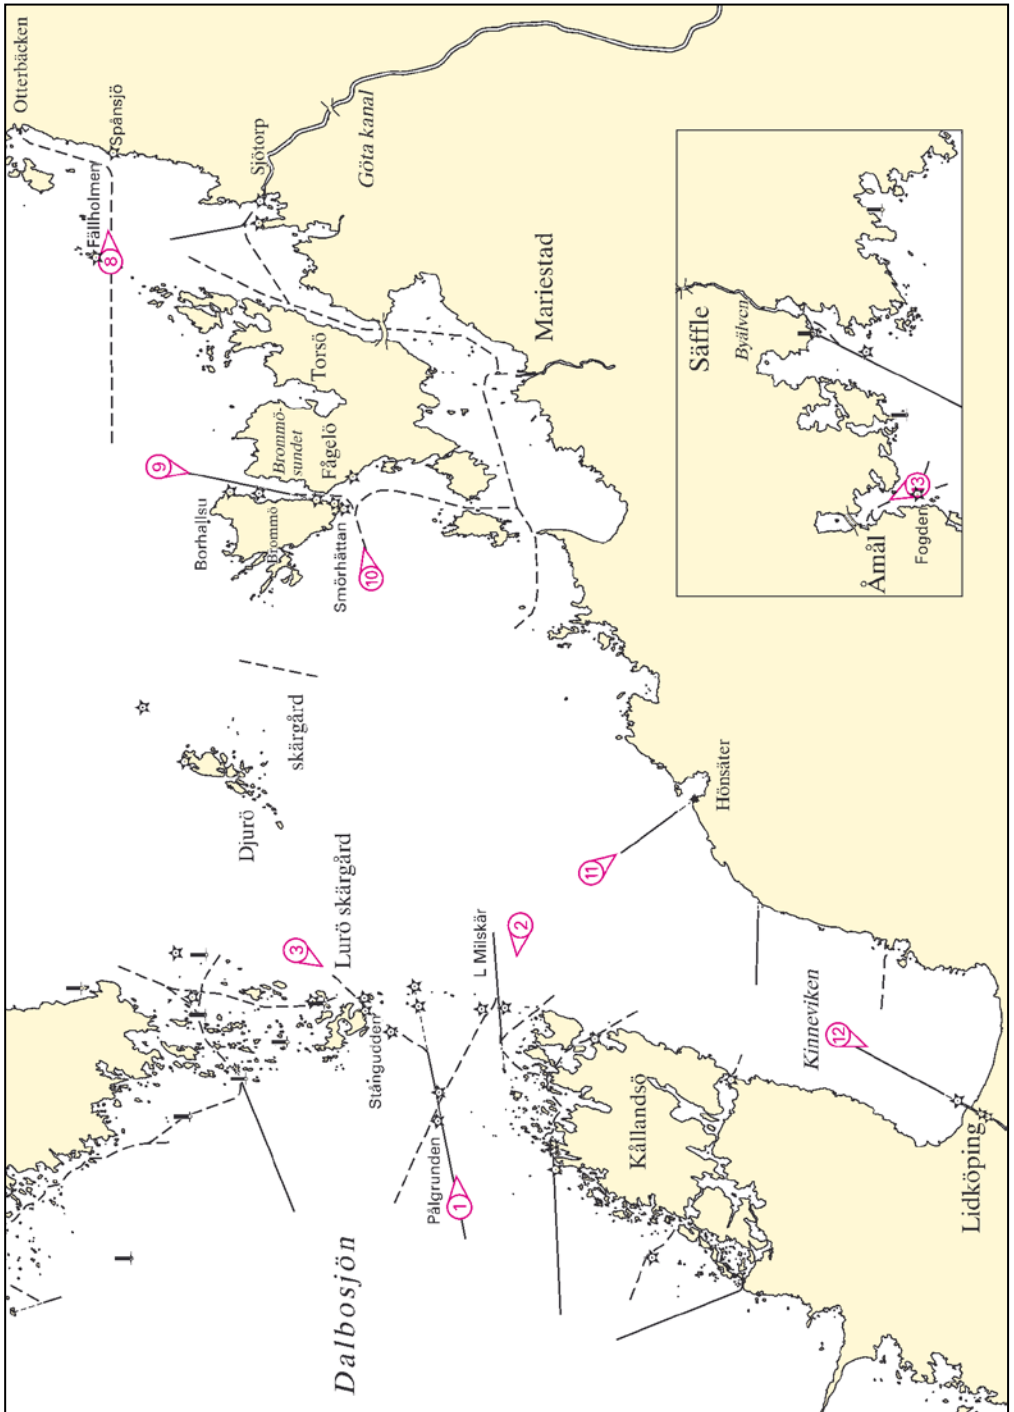 Otterbäcken
Spånsjö
Fällholmen
8
Sjötorp
Göta kanal
Torsö
Mariestad
9
Brommö-
sundet
Fågelö
Borhallsu
Brommö
Smörhättan
10
Djurö
skärgård
Hönsäter
11
3
Lurö skärgård
2
L Milskär
Stångudden
Pålgrunden
1
Dalbosjön
Kållandsö
Kinneviken
12
Lidköping
Säffle
Byälven
Åmål
Fogden
13